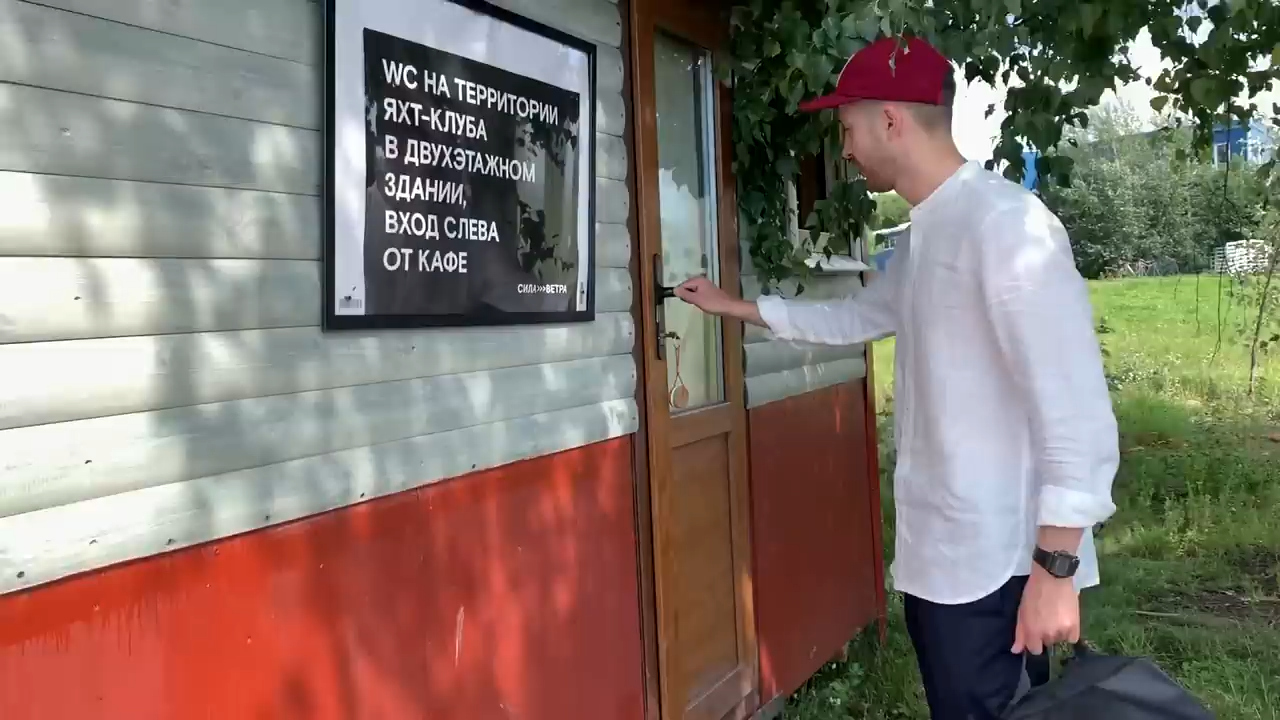 WC НА ТЕРРИТОРИИ
ЯХТ-КЛУБА
В ДВУХЭТАЖНОМ
ЗДАНИИ,
ВХОД СЛЕВА
ОТ КАФЕ
СИЛА>>>ВЕТРА